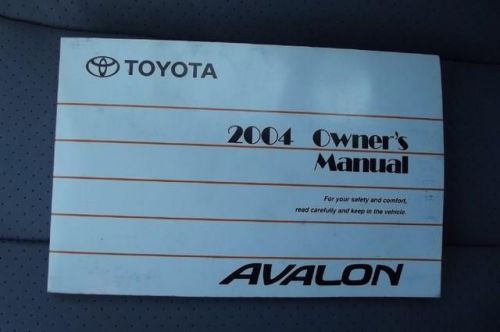 TOYOTA
2004 Owner's
Manual
For your safety and comfort,
read carefully and keep in the vehicle.
AVALON